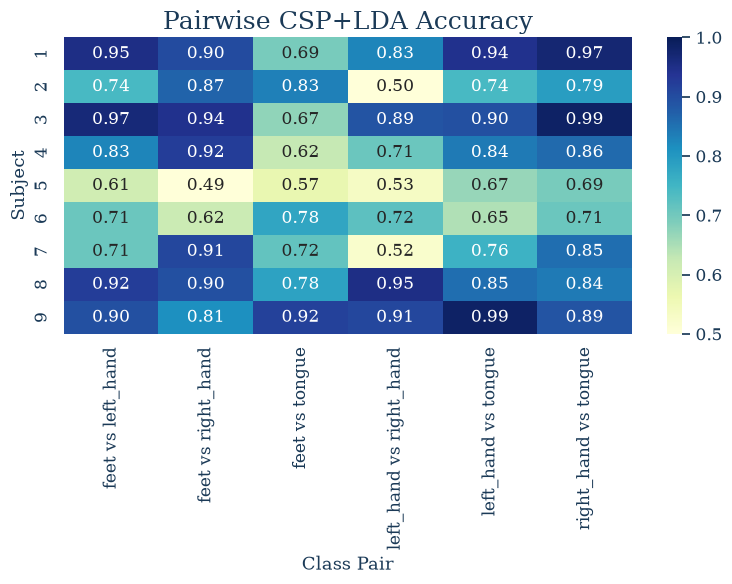 Pairwise CSP+LDA Accuracy
1 0.95 0.90 0.69 0.83 0.94 0.97
2 0.74 0.87 0.83 0.50 0.74 0.79
3 0.97 0.94 0.67 0.89 0.90 0.99
4 0.83 0.92 0.62 0.71 0.84 0.86
5 0.61 0.49 0.57 0.53 0.67 0.69
6 0.71 0.62 0.78 0.72 0.65 0.71
7 0.71 0.91 0.72 0.52 0.76 0.85
8 0.92 0.90 0.78 0.95 0.85 0.84
9 0.90 0.81 0.92 0.91 0.99 0.89
Subject
feet vs left_hand
feet vs right_hand
feet vs tongue
left_hand vs right_hand
left_hand vs tongue
right_hand vs tongue
Class Pair
1.0
0.9
0.8
0.7
0.6
0.5